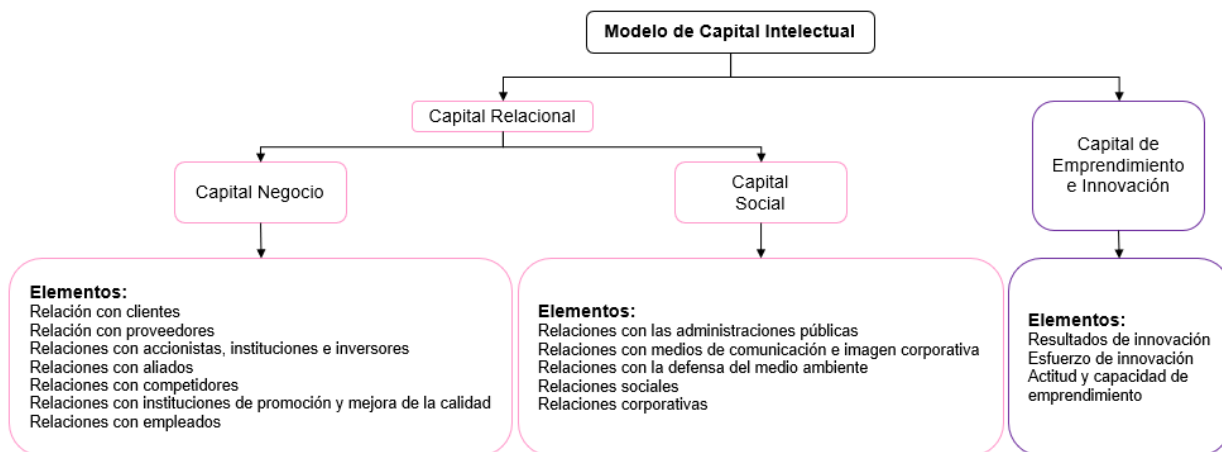 Modelo de Capital Intelectual
Capital Relacional
Capital de
Emprendimiento
e Innovación
Capital Negocio
Capital
Social
Elementos:
Relación con clientes
Relación con proveedores
Relaciones con accionistas, instituciones e inversores
Relaciones con aliados
Relaciones con competidores
Relaciones con instituciones de promoción y mejora de la calidad
Relaciones con empleados
Elementos:
Relaciones con las administraciones públicas
Relaciones con medios de comunicación e imagen corporativa
Relaciones con la defensa del medio ambiente
Relaciones sociales
Relaciones corporativas
Elementos:
Resultados de innovación
Esfuerzo de innovación
Actitud y capacidad de
emprendimiento